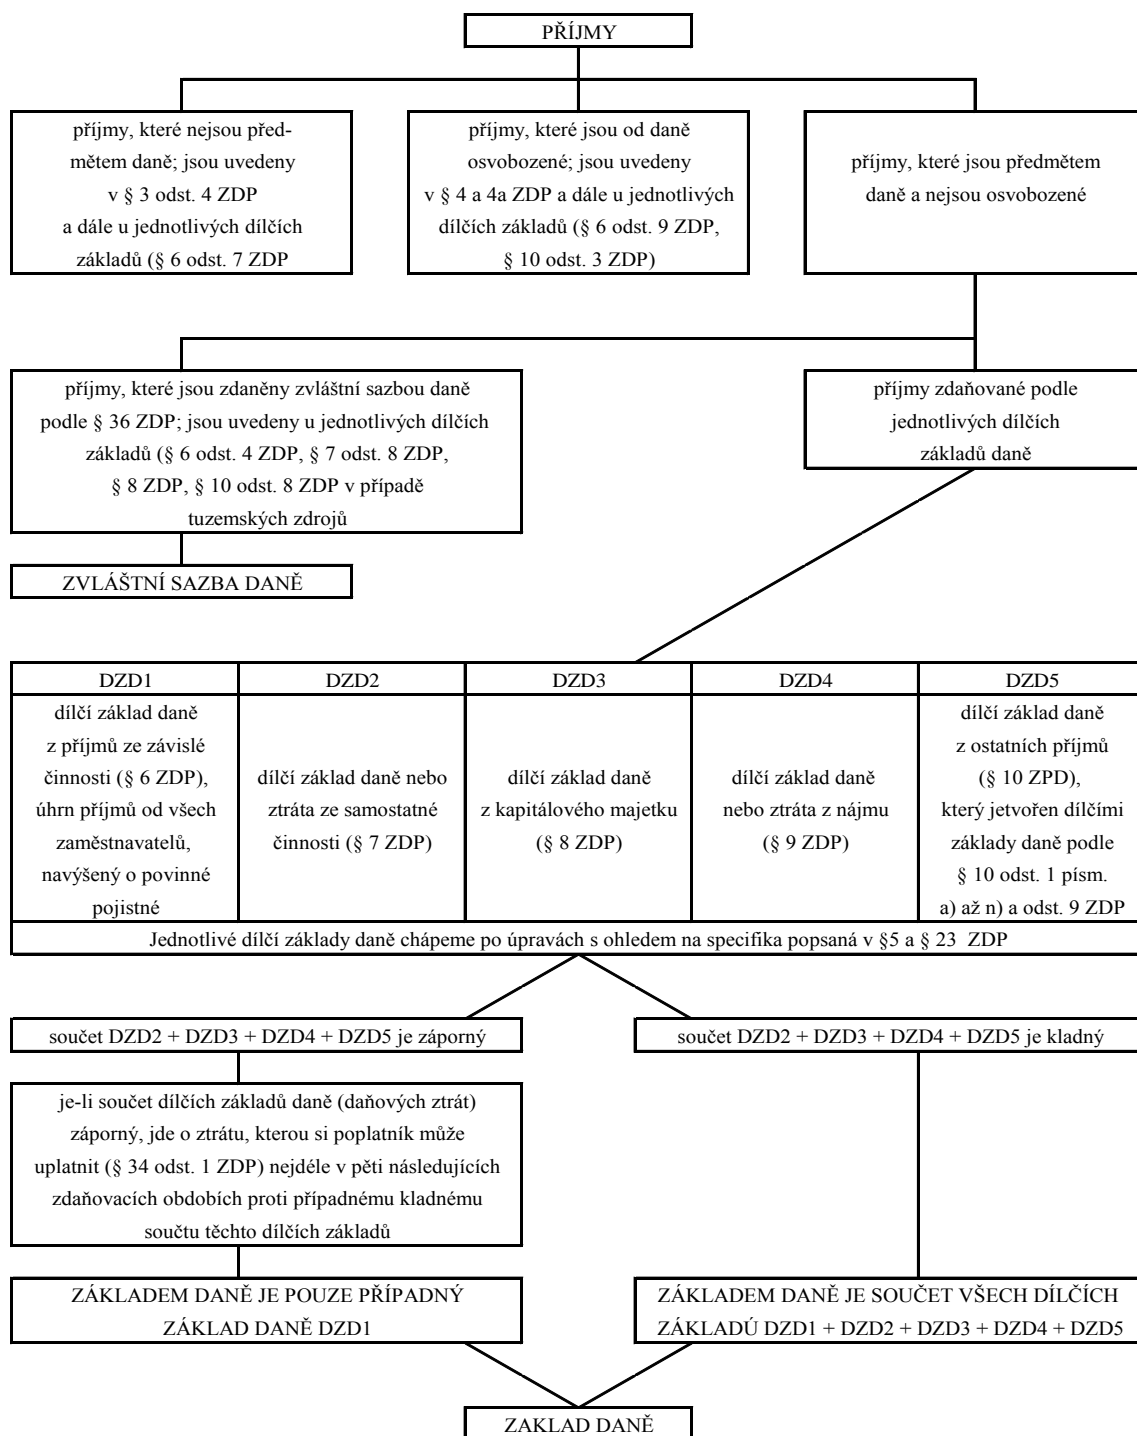 PŘÍJMY
příjmy, které nejsou před-
mětem daně; jsou uvedeny
v § 3 odst. 4 ZDP
a dále u jednotlivých dílčích
základů (§ 6 odst. 7 ZDP
příjmy, které jsou od daně
osvobozené; jsou uvedeny
v § 4 a 4a ZDP a dále u jednotlivých
dílčích základů (§ 6 odst. 9 ZDP,
§ 10 odst. 3 ZDP)
příjmy, které jsou předmětem
daně a nejsou osvobozené
příjmy, které jsou zdaněny zvláštní sazbou daně
podle § 36 ZDP; jsou uvedeny u jednotlivých dílčích
základů (§ 6 odst. 4 ZDP, § 7 odst. 8 ZDP,
§ 8 ZDP, § 10 odst. 8 ZDP v případě
tuzemských zdrojů
příjmy zdaňované podle
jednotlivých dílčích
základů daně
ZVLÁŠTNÍ SAZBA DANĚ
DZD1
dílčí základ daně
z příjmů ze závislé
činnosti (§ 6 ZDP),
úhrn příjmů od všech
zaměstnavatelů,
navýšený o povinné
pojistné
DZD2
dílčí základ daně nebo
ztráta ze samostatné
činnosti (§ 7 ZDP)
DZD3
dílčí základ daně
z kapitálového majetku
(§ 8 ZDP)
DZD4
dílčí základ daně
nebo ztráta z nájmu
(§ 9 ZDP)
DZD5
dílčí základ daně
z ostatních příjmů
(§ 10 ZPD),
který jetvořen dílčími
základy daně podle
§ 10 odst. 1 písm.
a) až n) a odst. 9 ZDP
Jednotlivé dílčí základy daně chápeme po úpravách s ohledem na specifika popsaná v §5 a § 23 ZDP
součet DZD2 + DZD3 + DZD4 + DZD5 je záporný
součet DZD2 + DZD3 + DZD4 + DZD5 je kladný
je-li součet dílčích základů daně (daňových ztrát)
záporný, jde o ztrátu, kterou si poplatník může
uplatnit (§ 34 odst. 1 ZDP) nejdéle v pěti následujících
zdaňovacích obdobích proti případnému kladnému
součtu těchto dílčích základů
ZÁKLADEM DANĚ JE POUZE PŘÍPADNÝ
ZÁKLAD DANĚ DZD1
ZÁKLADEM DANĚ JE SOUČET VŠECH DÍLČÍCH
ZÁKLADÚ DZD1 + DZD2 + DZD3 + DZD4 + DZD5
ZAKLAD DANĚ